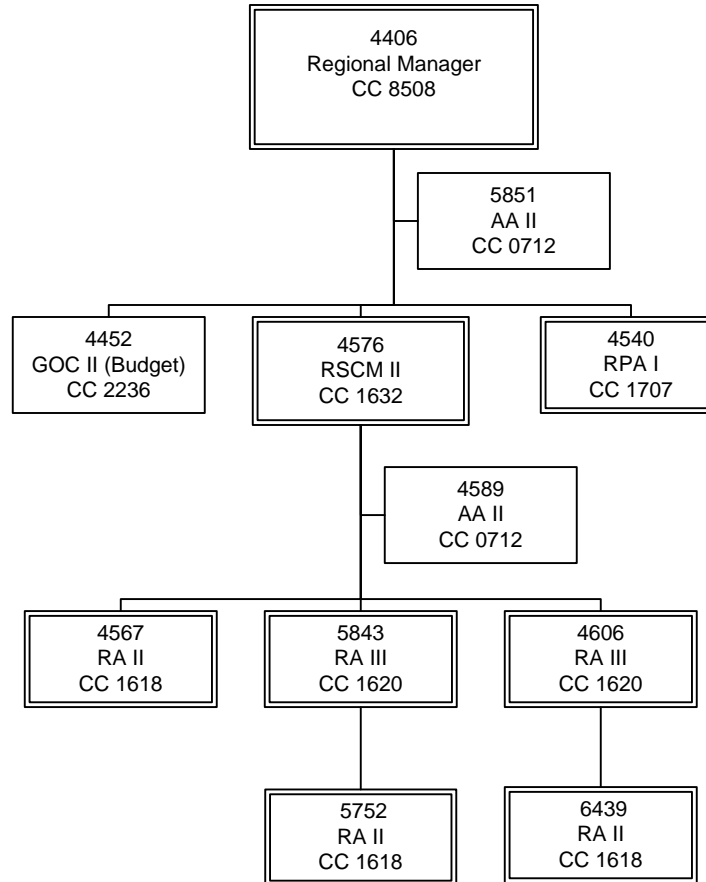 4406
Regional Manager
CC 8508
5851
AA II
CC 0712
4452
GOC II (Budget)
CC 2236
4576
RSCM II
CC 1632
4540
RPA I
CC 1707
4589
AA II
CC 0712
4567
RA II
CC 1618
5843
RA III
CC 1620
4606
RA III
CC 1620
5752
RA II
CC 1618
6439
RA II
CC 1618